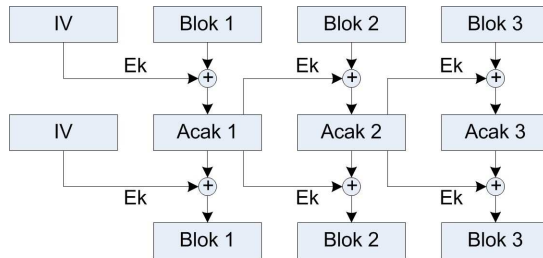 IV Blok 1 Blok 2 Blok 3
Ek Ek Ek
+ + +
IV Acak 1 Acak 2 Acak 3
+ + +
Ek Ek Ek
Blok 1 Blok 2 Blok 3